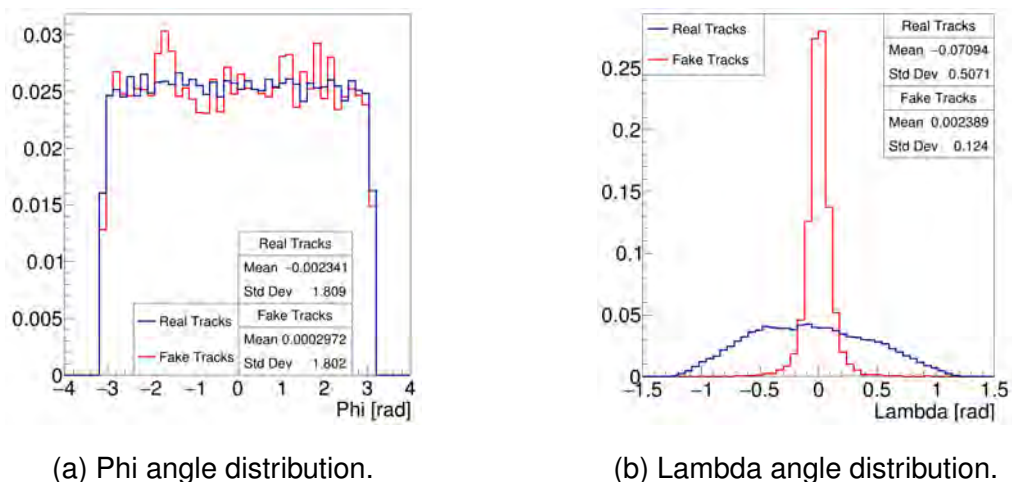 0.03
0.025
0.02
0.015
0.01
0.005
0
−4 −3 −2 −1 0 1 2 3 4
Phi [rad]
Real Tracks
Fake Tracks
Real Tracks
Mean −0.002341
Std Dev 1.809
Fake Tracks
Mean 0.0002972
Std Dev 1.802
(a) Phi angle distribution.
0.25
0.2
0.15
0.1
0.05
0
−1.5 −1 −0.5 0 0.5 1 1.5
Lambda [rad]
Real Tracks
Fake Tracks
Real Tracks
Mean −0.07094
Std Dev 0.5071
Fake Tracks
Mean 0.002389
Std Dev 0.124
(b) Lambda angle distribution.